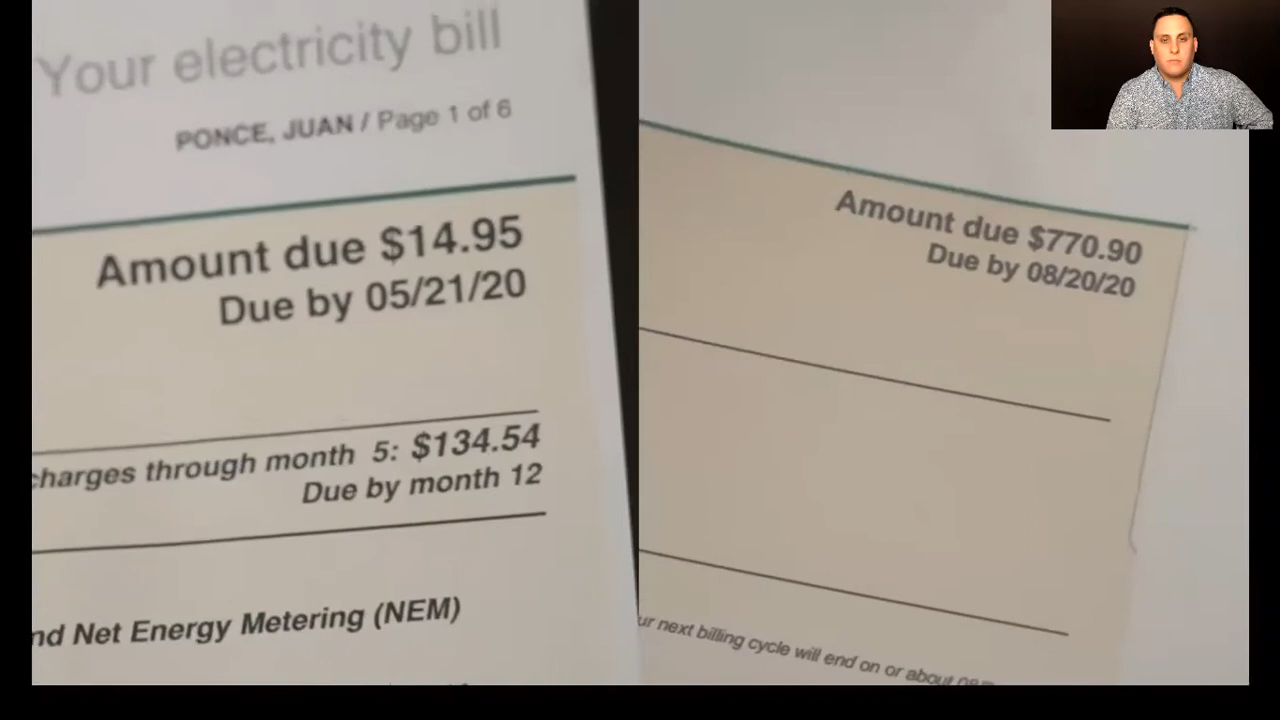 Your electricity bill
PONCE, JUAN / Page 1 of 6
Amount due $14.95
Due by 05/21/20
charges through month 5: $134.54
Due by month 12
nd Net Energy Metering (NEM)
Amount due $770.90
Due by 08/20/20
ur next billing cycle will end on or about